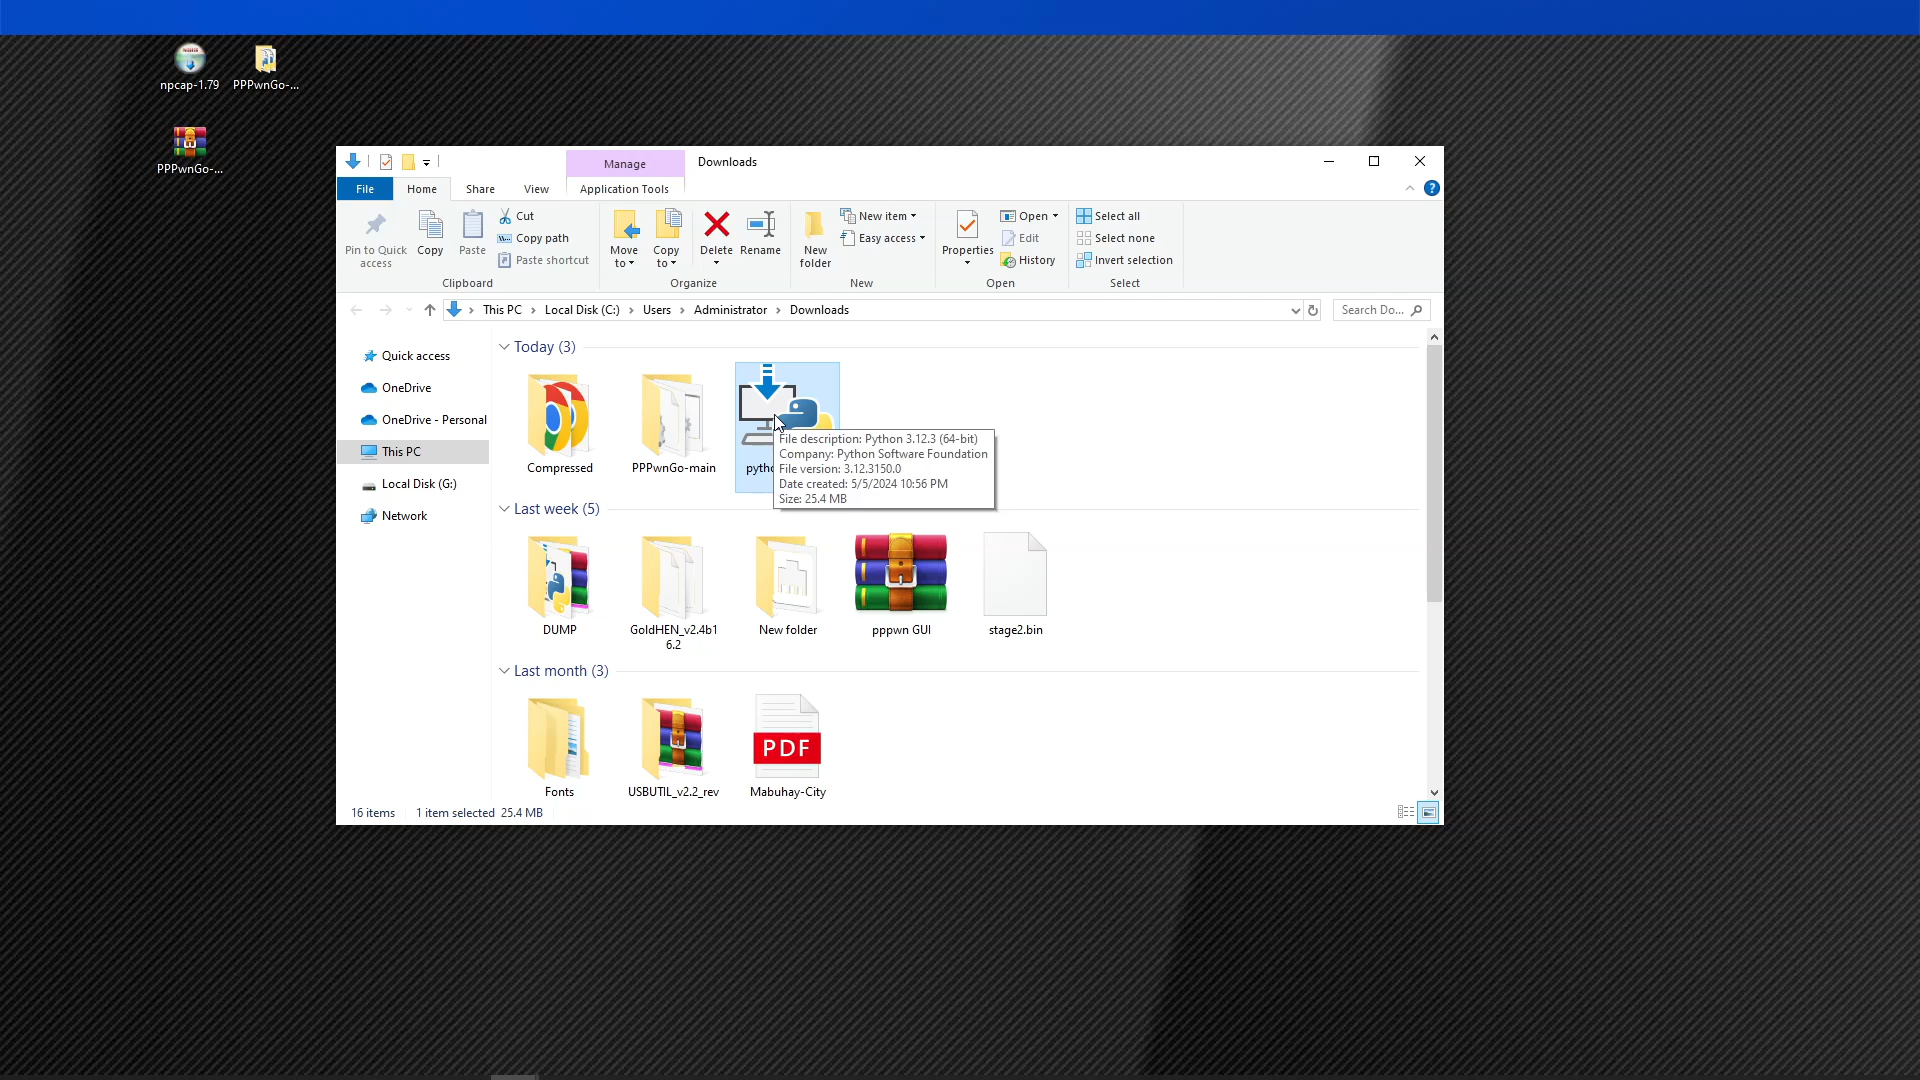 npcap-1.79
PPPwnGo-...
PPPwnGo-...
Manage
Downloads
File
Home
Share
View
Application Tools
Pin to Quick
access
Copy
Paste
Cut
Copy path
Paste shortcut
Clipboard
Move
to
Copy
to
Delete
Rename
Organize
New
folder
New item
Easy access
New
Properties
Open
Edit
History
Open
Select all
Select none
Invert selection
Select
This PC > Local Disk (C:) > Users > Administrator > Downloads
Search Do...
Quick access
OneDrive
OneDrive - Personal
This PC
Local Disk (G:)
Network
Today (3)
Compressed
PPPwnGo-main
File description: Python 3.12.3 (64-bit)
Company: Python Software Foundation
File version: 3.12.3150.0
Date created: 5/5/2024 10:56 PM
Size: 25.4 MB
Last week (5)
DUMP
GoldHEN_v2.4b1
6.2
New folder
pppwn GUI
stage2.bin
Last month (3)
Fonts
USBUTIL_v2.2_rev
PDF
Mabuhay-City
16 items
1 item selected 25.4 MB